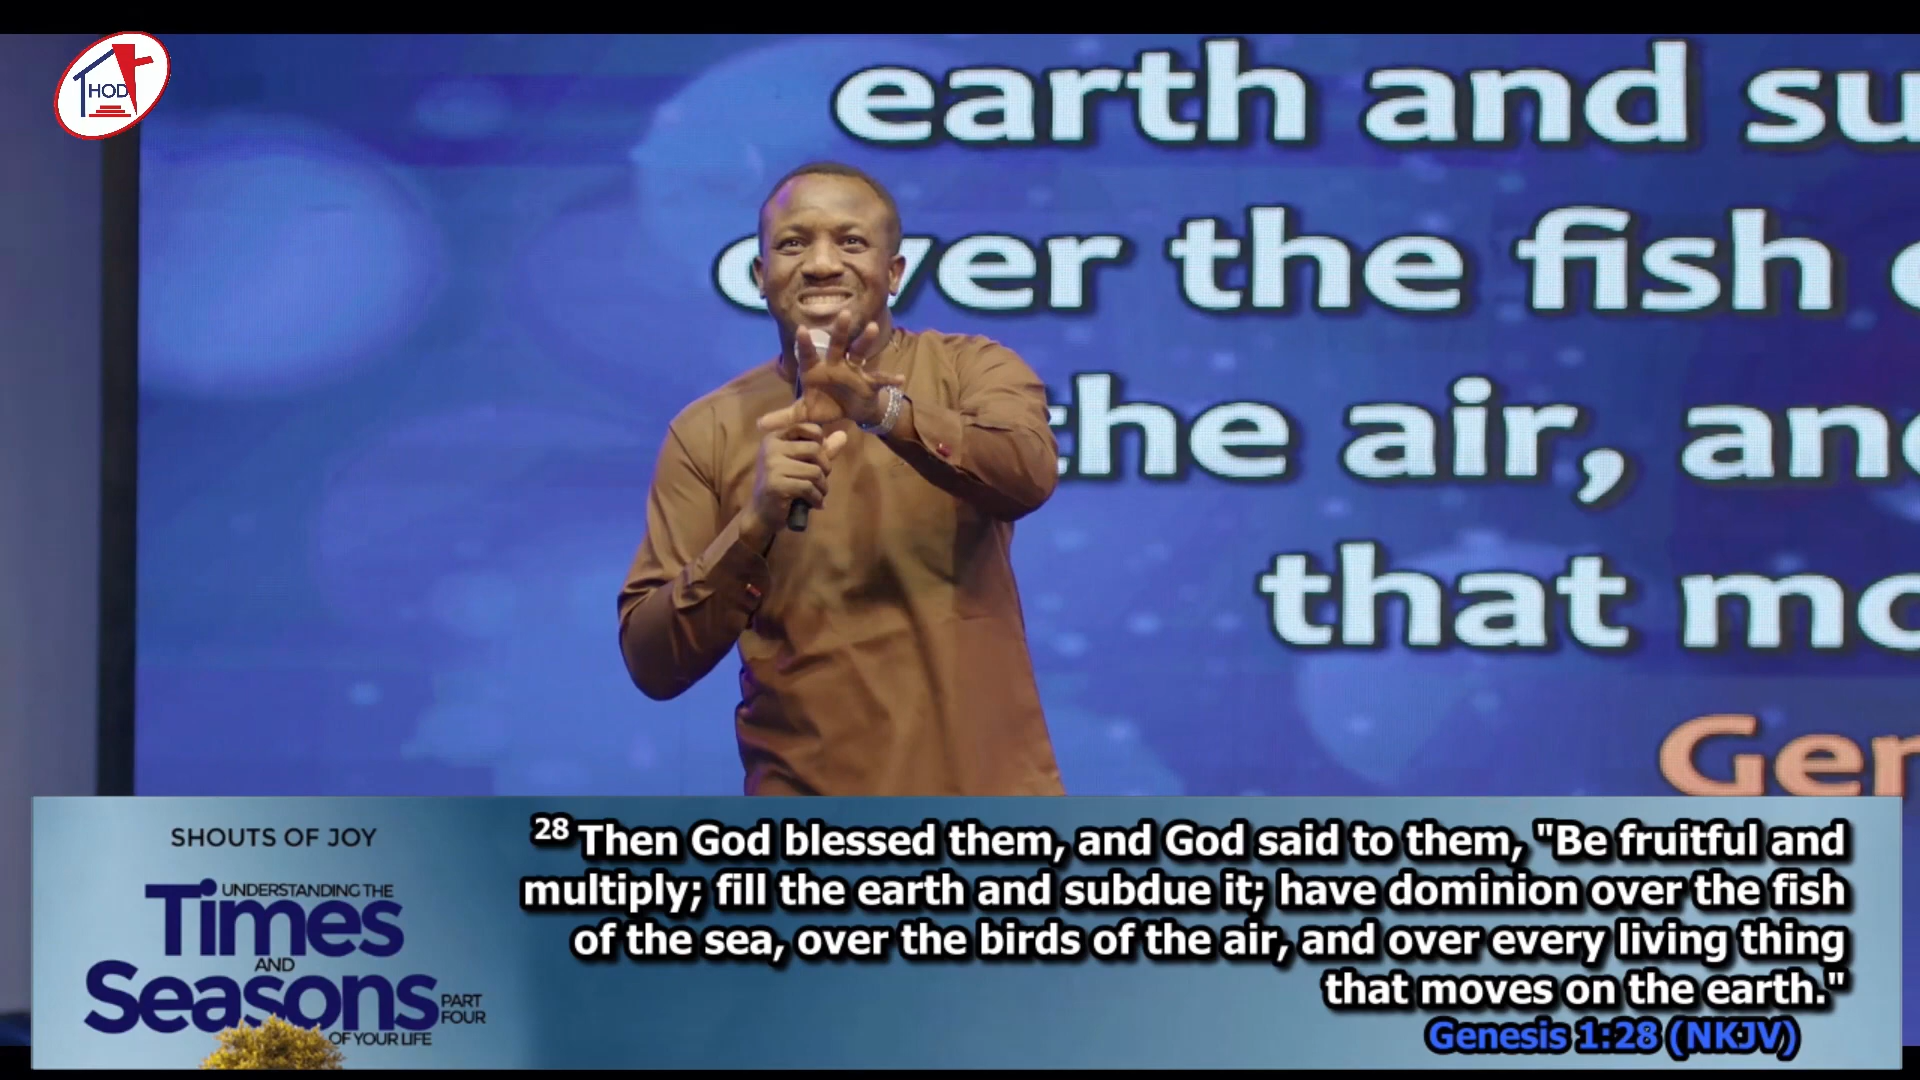 HOD
earth and su
over the fish
the air, an
that mo
Gen
SHOUTS OF JOY
UNDERSTANDING THE
Times
AND
Seasons
PART
FOUR
OF YOUR LIFE
28 Then God blessed them, and God said to them, "Be fruitful and
multiply; fill the earth and subdue it; have dominion over the fish
of the sea, over the birds of the air, and over every living thing
that moves on the earth."
Genesis 1:28 (NKJV)